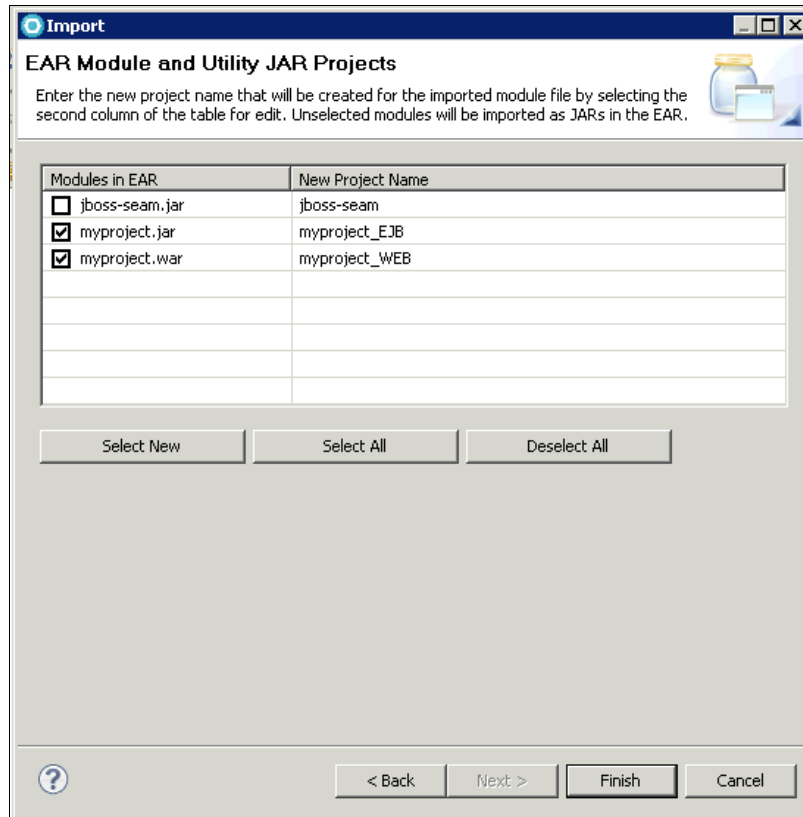 Import
EAR Module and Utility JAR Projects
Enter the new project name that will be created for the imported module file by selecting the
second column of the table for edit. Unselected modules will be imported as JARs in the EAR.
Modules in EAR New Project Name
jboss-seam.jar jboss-seam
myproject.jar myproject_EJB
myproject.war myproject_WEB
Select New Select All Deselect All
? < Back Next > Finish Cancel